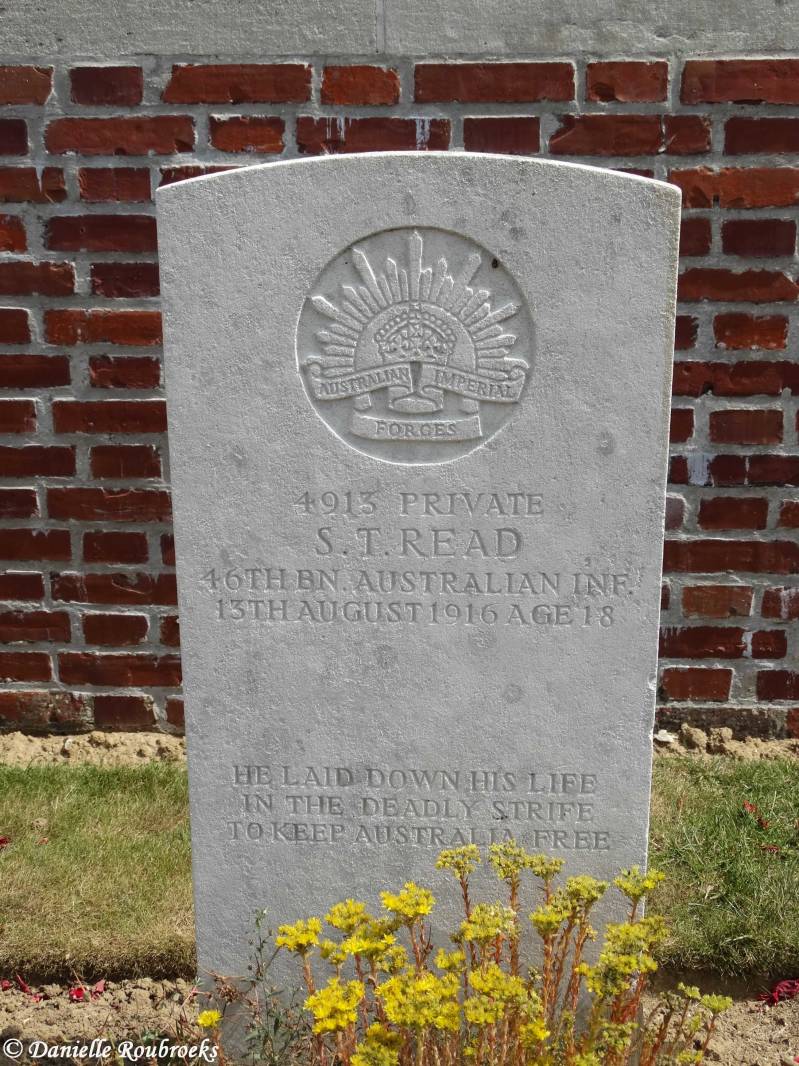 AUSTRALIAN IMPERIAL
FORCES
4913 PRIVATE
S.T. READ
46TH BN. AUSTRALIAN INF.
13TH AUGUST 1916 AGE 18
HE LAID DOWN HIS LIFE
IN THE DEADLY STRIFE
TO KEEP AUSTRALIA FREE
© Danielle Roubroeks